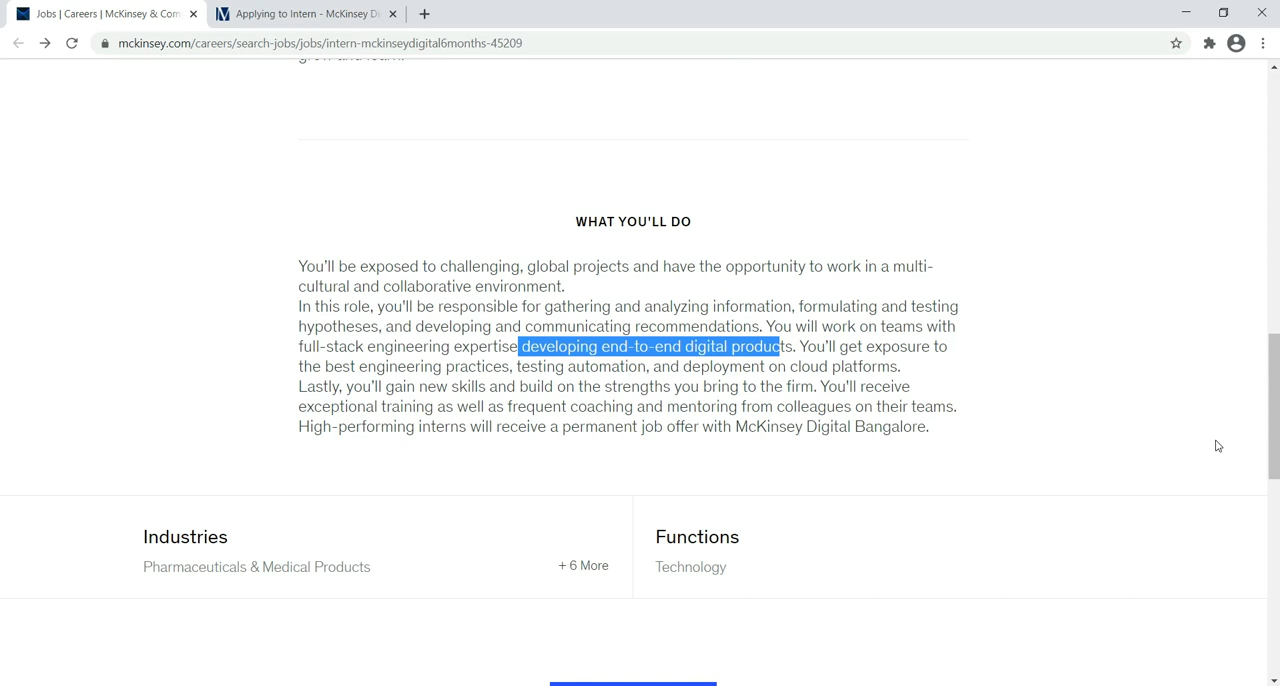 Jobs | Careers | McKinsey & Com
Applying to Intern - McKinsey Di
mckinsey.com/careers/search-jobs/jobs/intern-mckinseydigital6months-45209
WHAT YOU'LL DO
You'll be exposed to challenging, global projects and have the opportunity to work in a multi-
cultural and collaborative environment.
In this role, you'll be responsible for gathering and analyzing information, formulating and testing
hypotheses, and developing and communicating recommendations. You will work on teams with
full-stack engineering expertise developing end-to-end digital products. You'll get exposure to
the best engineering practices, testing automation, and deployment on cloud platforms.
Lastly, you'll gain new skills and build on the strengths you bring to the firm. You'll receive
exceptional training as well as frequent coaching and mentoring from colleagues on their teams.
High-performing interns will receive a permanent job offer with McKinsey Digital Bangalore.
Industries
Pharmaceuticals & Medical Products
+ 6 More
Functions
Technology